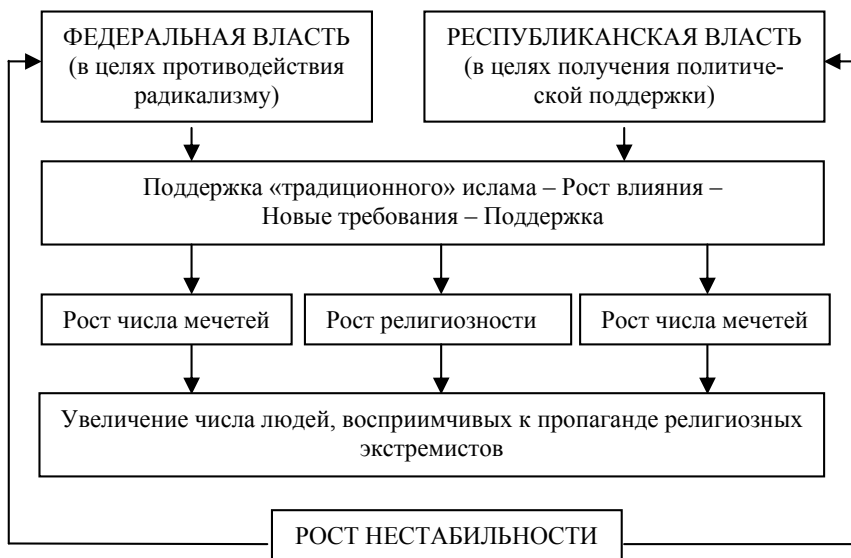 ФЕДЕРАЛЬНАЯ ВЛАСТЬ
(в целях противодействия
радикализму)
РЕСПУБЛИКАНСКАЯ ВЛАСТЬ
(в целях получения политиче-
ской поддержки)
Поддержка «традиционного» ислама – Рост влияния –
Новые требования – Поддержка
Рост числа мечетей
Рост религиозности
Рост числа мечетей
Увеличение числа людей, восприимчивых к пропаганде религиозных
экстремистов
РОСТ НЕСТАБИЛЬНОСТИ